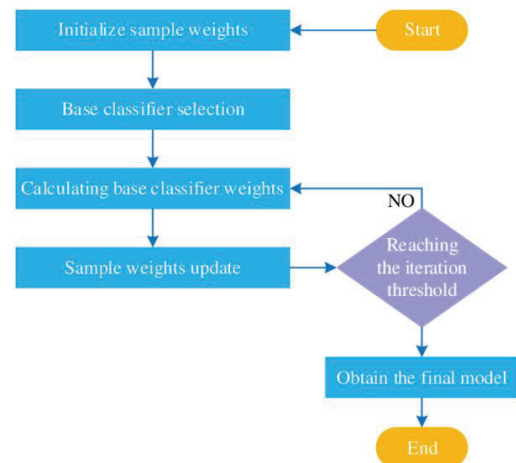 Initialize sample weights
Start
Base classifier selection
Calculating base classifier weights
NO
Sample weights update
Reaching
the iteration
threshold
Obtain the final model
End